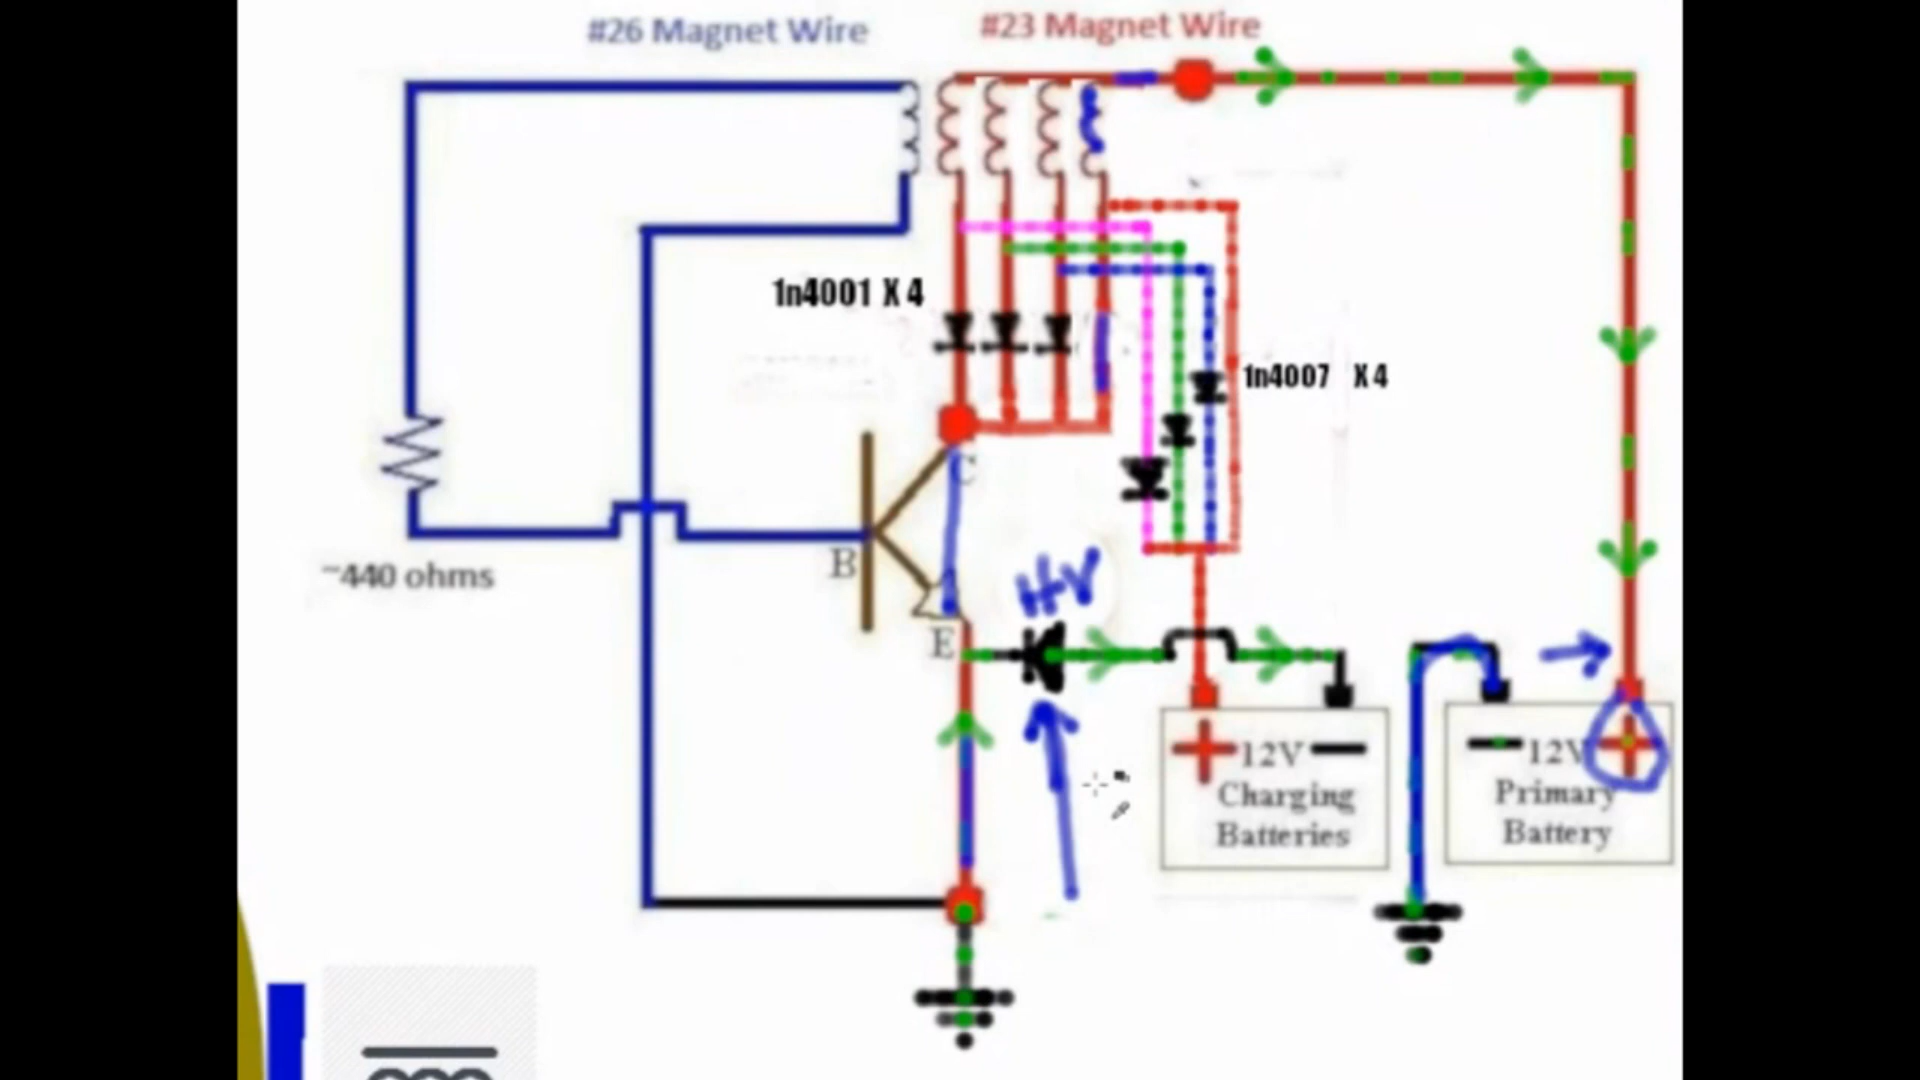 #26 Magnet Wire
#23 Magnet Wire
1n4001 X 4
1n4007 X 4
C
~440 ohms
B
HV
E
12V
Charging
Batteries
12V
Primary
Battery